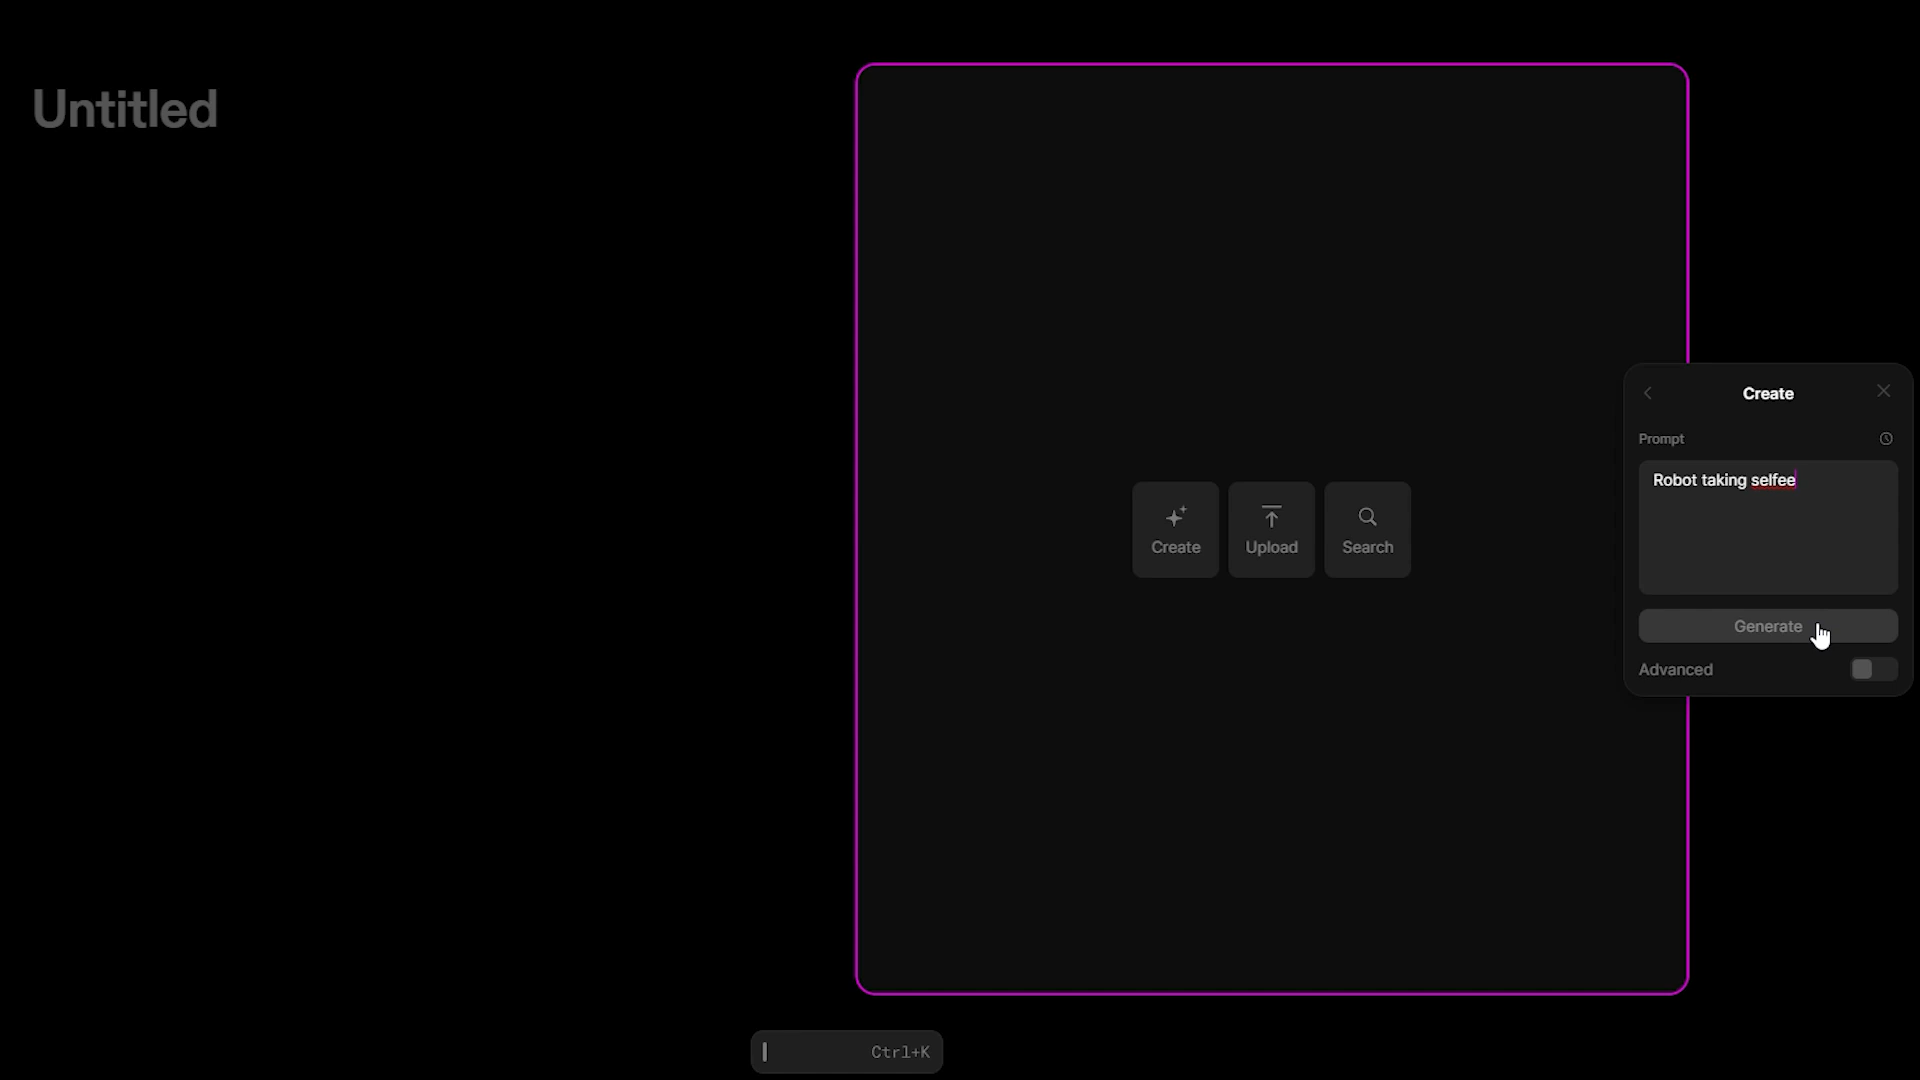 Untitled
Create
Upload
Search
Create
Prompt
Robot taking selfee
Generate
Advanced
Ctrl+K